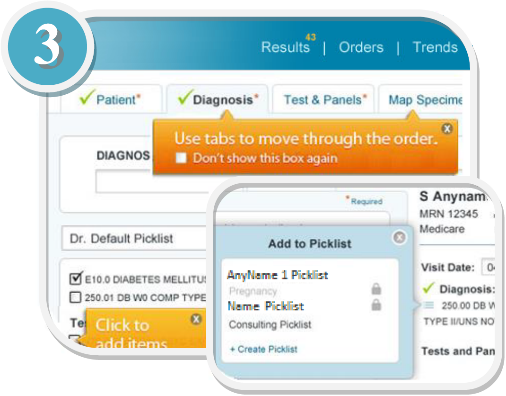 3
43
Results | Orders | Trends
Patient*
Diagnosis*
Test & Panels*
Map Specime
Use tabs to move through the order.
Don't show this box again
DIAGNOS
Dr. Default Picklist
E10.0 DIABETES MELLITUS
250.01 DB W0 COMP TYPE
Te
Click to
add items
*Required
Add to Picklist
AnyName 1 Picklist
Pregnancy
Name Picklist
Consulting Picklist
+ Create Picklist
S Anynam
MRN 12345
Medicare
Visit Date: 04
Diagnosis:
250.00 DB W
TYPE II/UNS NO
Tests and Pan